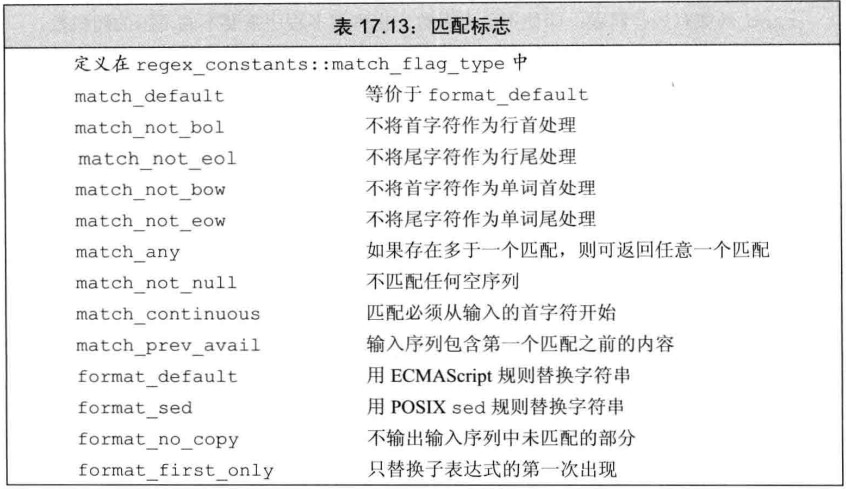 表 17.13：匹配标志
定义在 regex_constants::match_flag_type 中
match_default 等价于 format_default
match_not_bol 不将首字符作为行首处理
match_not_eol 不将尾字符作为行尾处理
match_not_bow 不将首字符作为单词首处理
match_not_eow 不将尾字符作为单词尾处理
match_any 如果存在多于一个匹配，则可返回任意一个匹配
match_not_null 不匹配任何空序列
match_continuous 匹配必须从输入的首字符开始
match_prev_avail 输入序列包含第一个匹配之前的内容
format_default 用 ECMAScript 规则替换字符串
format_sed 用 POSIX sed 规则替换字符串
format_no_copy 不输出输入序列中未匹配的部分
format_first_only 只替换子表达式的第一次出现